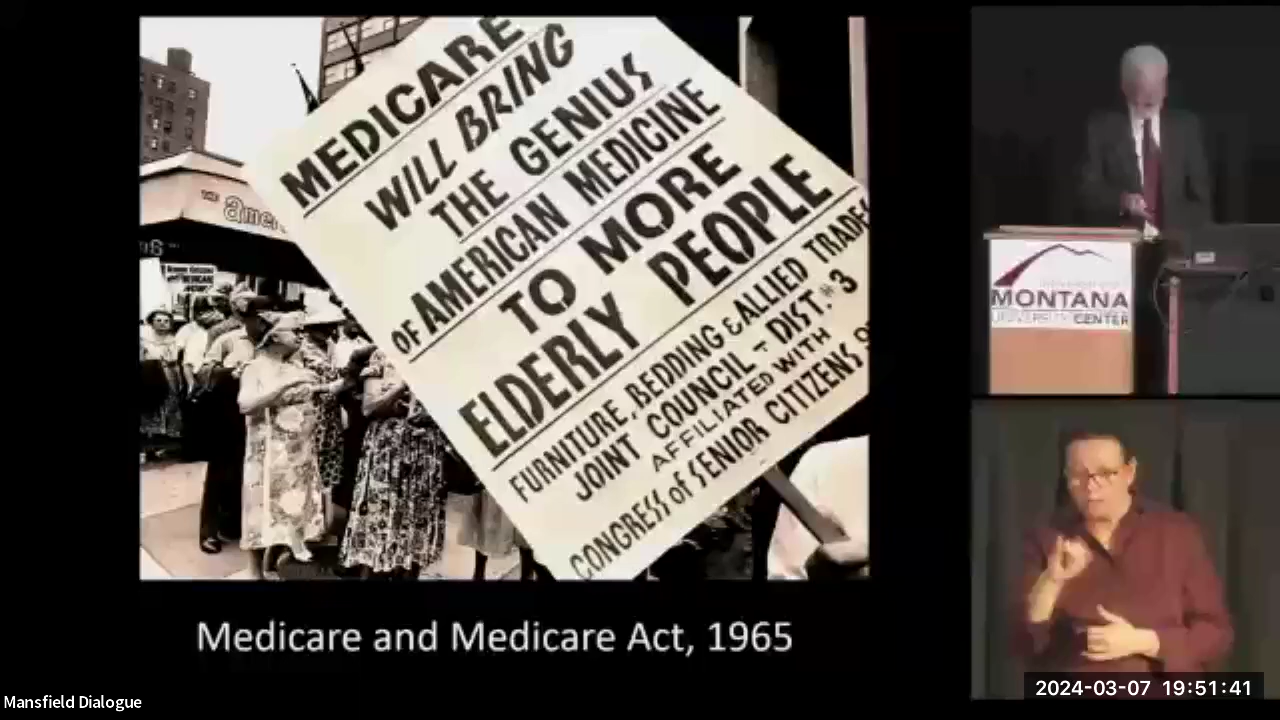 MEDICARE
WILL BRING
THE GENIUS
OF AMERICAN MEDICINE
TO MORE
ELDERLY PEOPLE
FURNITURE, BEDDING & ALLIED TRADES
JOINT COUNCIL - DIST. #3
AFFILIATED WITH
CONGRESS of SENIOR CITIZENS
THE
Medicare and Medicare Act, 1965
MONTANA
UNIVERSITY CENTER
Mansfield Dialogue
2024-03-07 19:51:41